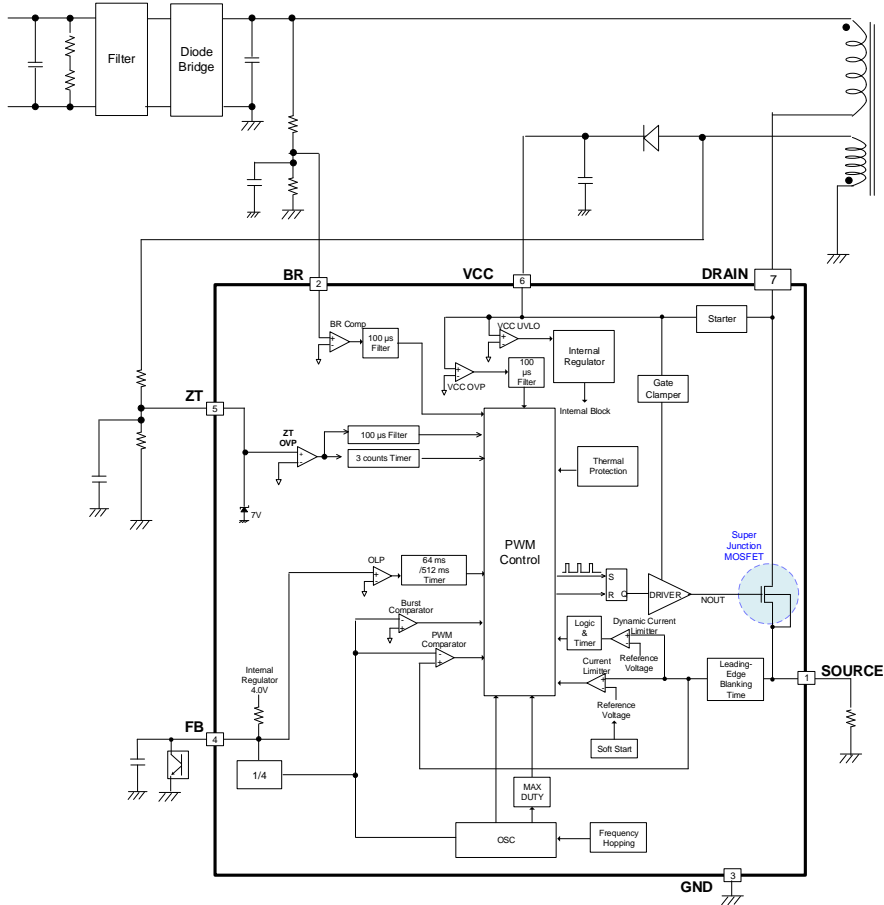 Filter
Diode
Bridge
BR
2
VCC
6
DRAIN
7
BR Comp
+
-
100 µs
Filter
VCC UVLO
+
-
Internal
Regulator
Internal Block
Starter
+
-
VCC OVP
100
µs
Filter
Gate
Clamper
ZT
5
ZT
OVP
+
-
100 µs Filter
3 counts Timer
7V
Thermal
Protection
PWM
Control
Super
Junction
MOSFET
OLP
+
-
64 ms
/512 ms
Timer
S
R
Q
DRIVER
NOUT
Burst
Comparator
-
+
PWM
Comparator
-
+
Logic
&
Timer
Dynamic Current
Limitter
+
-
Reference
Voltage
Current
Limitter
+
-
Reference
Voltage
Leading-
Edge
Blanking
Time
SOURCE
1
Internal
Regulator
4.0V
FB
4
1/4
Soft Start
MAX
DUTY
OSC
Frequency
Hopping
GND
3